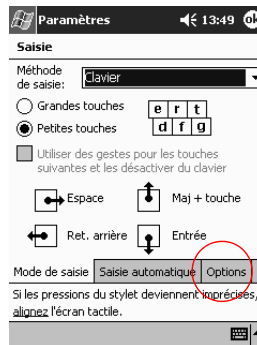 Paramètres 13:49 ok
Saisie
Méthode de saisie: Clavier
Grandes touches
e r t
Petites touches
d f g
Utiliser des gestes pour les touches
suivantes et les désactiver du clavier
Espace Maj + touche
Ret. arrière Entrée
Mode de saisie Saisie automatique Options
Si les pressions du stylet deviennent imprécises,
alignez l'écran tactile.